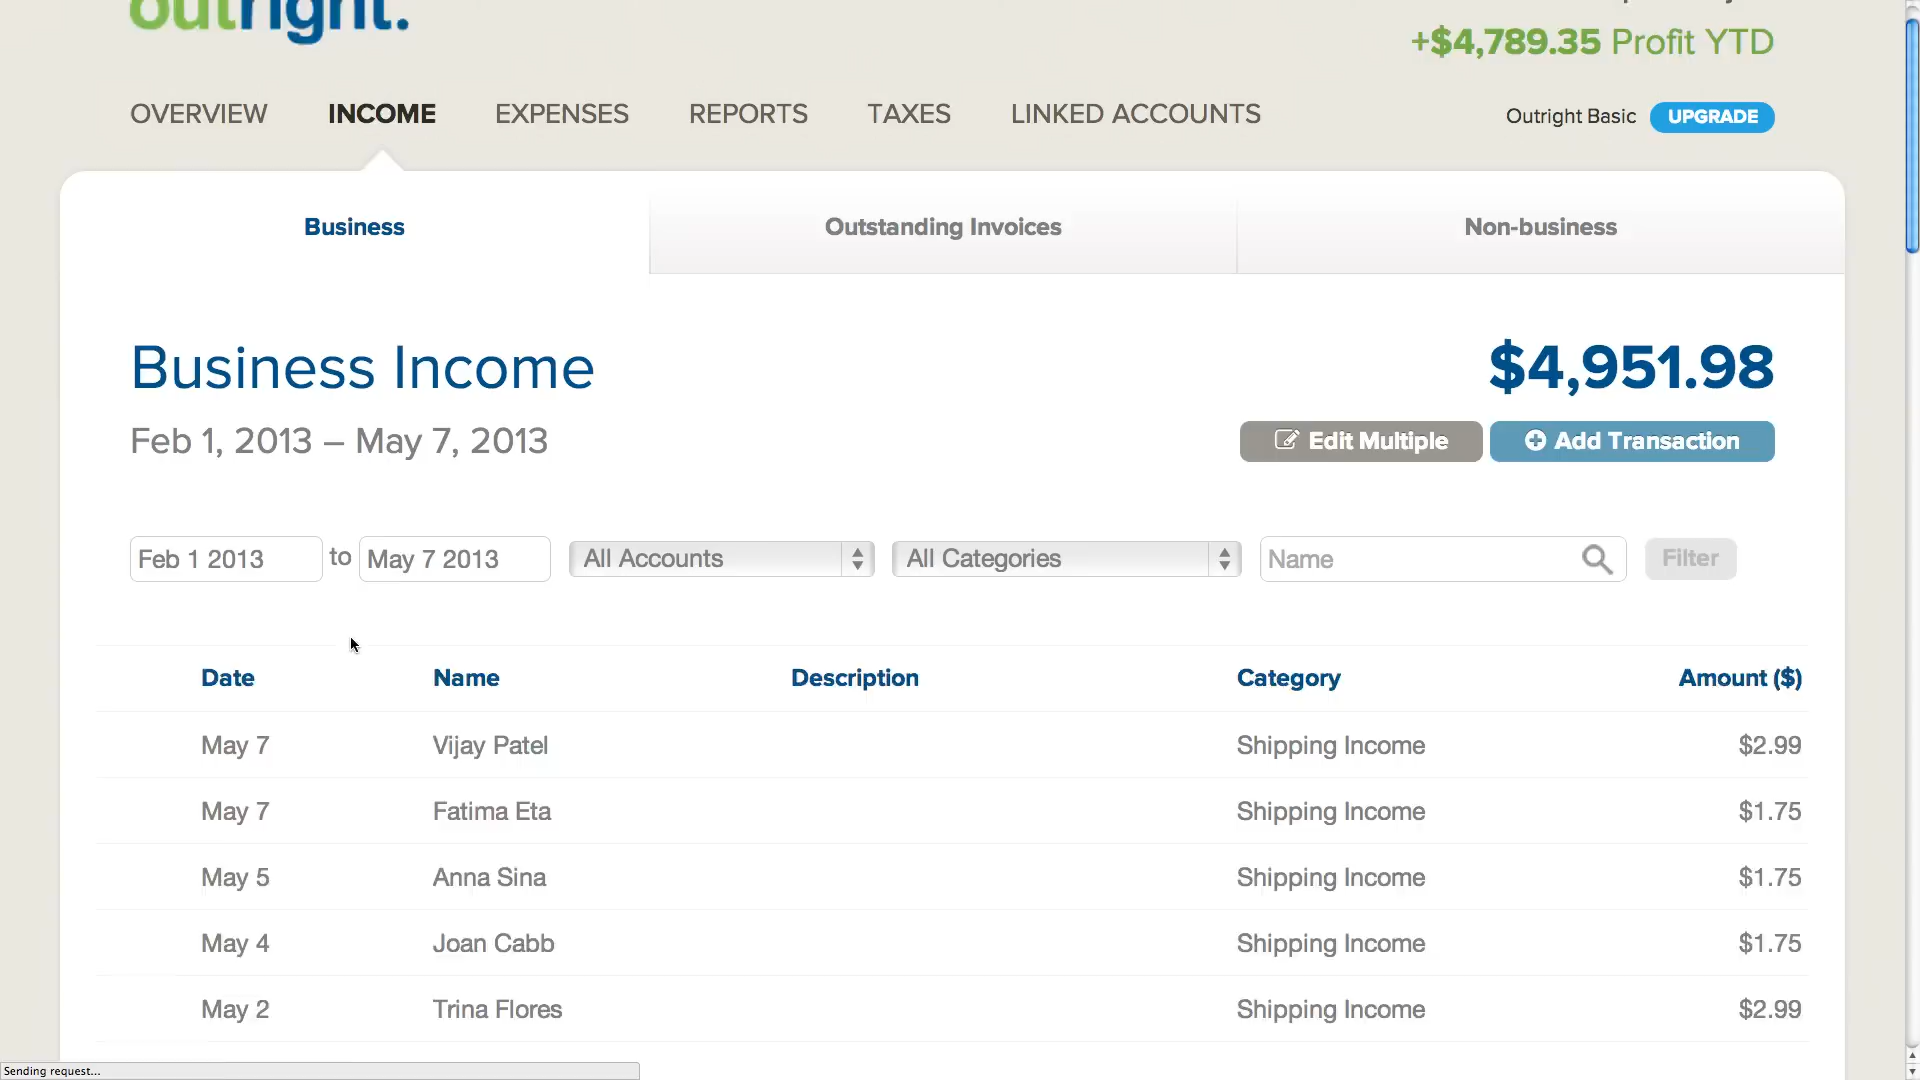 outright.
+$4,789.35 Profit YTD
OVERVIEW INCOME EXPENSES REPORTS TAXES LINKED ACCOUNTS Outright Basic UPGRADE
Business Outstanding Invoices Non-business
Business Income $4,951.98
Feb 1, 2013 – May 7, 2013 Edit Multiple Add Transaction
Feb 1 2013 to May 7 2013 All Accounts All Categories Name Filter
Date Name Description Category Amount ($)
May 7 Vijay Patel Shipping Income $2.99
May 7 Fatima Eta Shipping Income $1.75
May 5 Anna Sina Shipping Income $1.75
May 4 Joan Cabb Shipping Income $1.75
May 2 Trina Flores Shipping Income $2.99
Sending request...